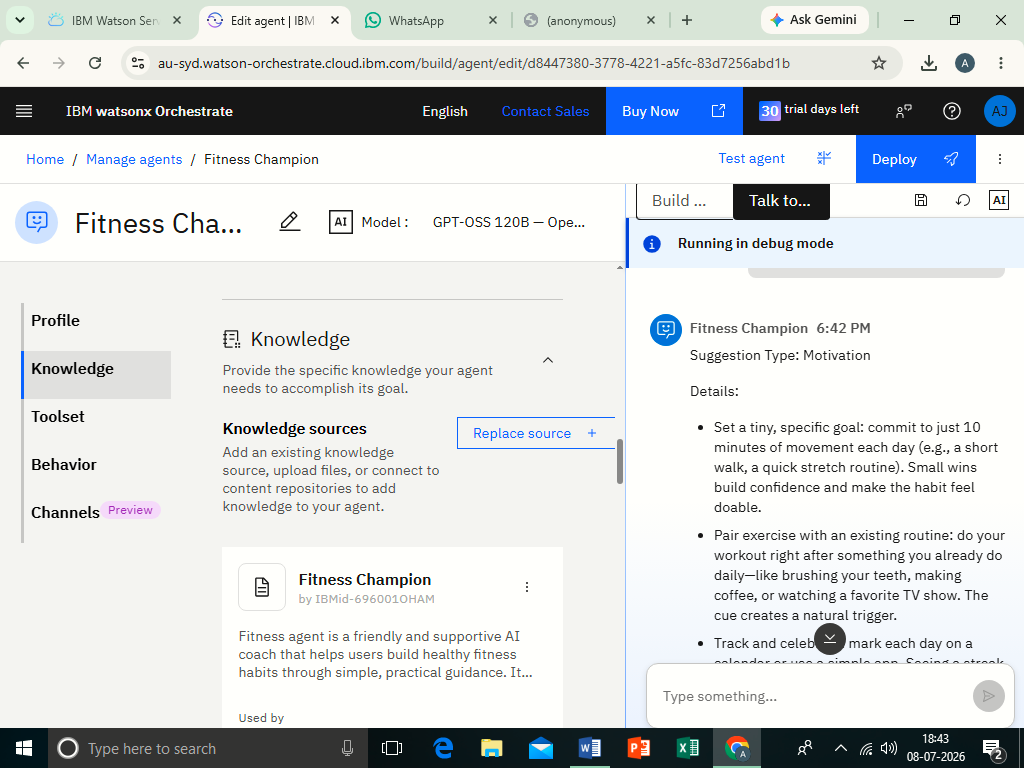 IBM Watson Ser
Edit agent | IBM
WhatsApp
(anonymous)
Ask Gemini
au-syd.watson-orchestrate.cloud.ibm.com/build/agent/edit/d8447380-3778-4221-a5fc-83d7256abd1b
A
IBM watsonx Orchestrate
English
Contact Sales
Buy Now
30 trial days left
AJ
Home / Manage agents / Fitness Champion
Test agent
Deploy
Fitness Cha...
AI Model :
GPT-OSS 120B — Ope...
Build ...
Talk to...
AI
Running in debug mode
Profile
Knowledge
Toolset
Behavior
Channels Preview
Knowledge
Provide the specific knowledge your agent
needs to accomplish its goal.
Knowledge sources
Replace source +
Add an existing knowledge
source, upload files, or connect to
content repositories to add
knowledge to your agent.
Fitness Champion
by IBMid-696001OHAM
Fitness agent is a friendly and supportive AI
coach that helps users build healthy fitness
habits through simple, practical guidance. It...
Used by
Fitness Champion 6:42 PM
Suggestion Type: Motivation
Details:
• Set a tiny, specific goal: commit to just 10
minutes of movement each day (e.g., a short
walk, a quick stretch routine). Small wins
build confidence and make the habit feel
doable.
• Pair exercise with an existing routine: do your
workout right after something you already do
daily—like brushing your teeth, making
coffee, or watching a favorite TV show. The
cue creates a natural trigger.
• Track and celeb mark each day on a
calendar or use a simple app. Seeing a streak
Type something...
Type here to search
18:43
08-07-2026
2